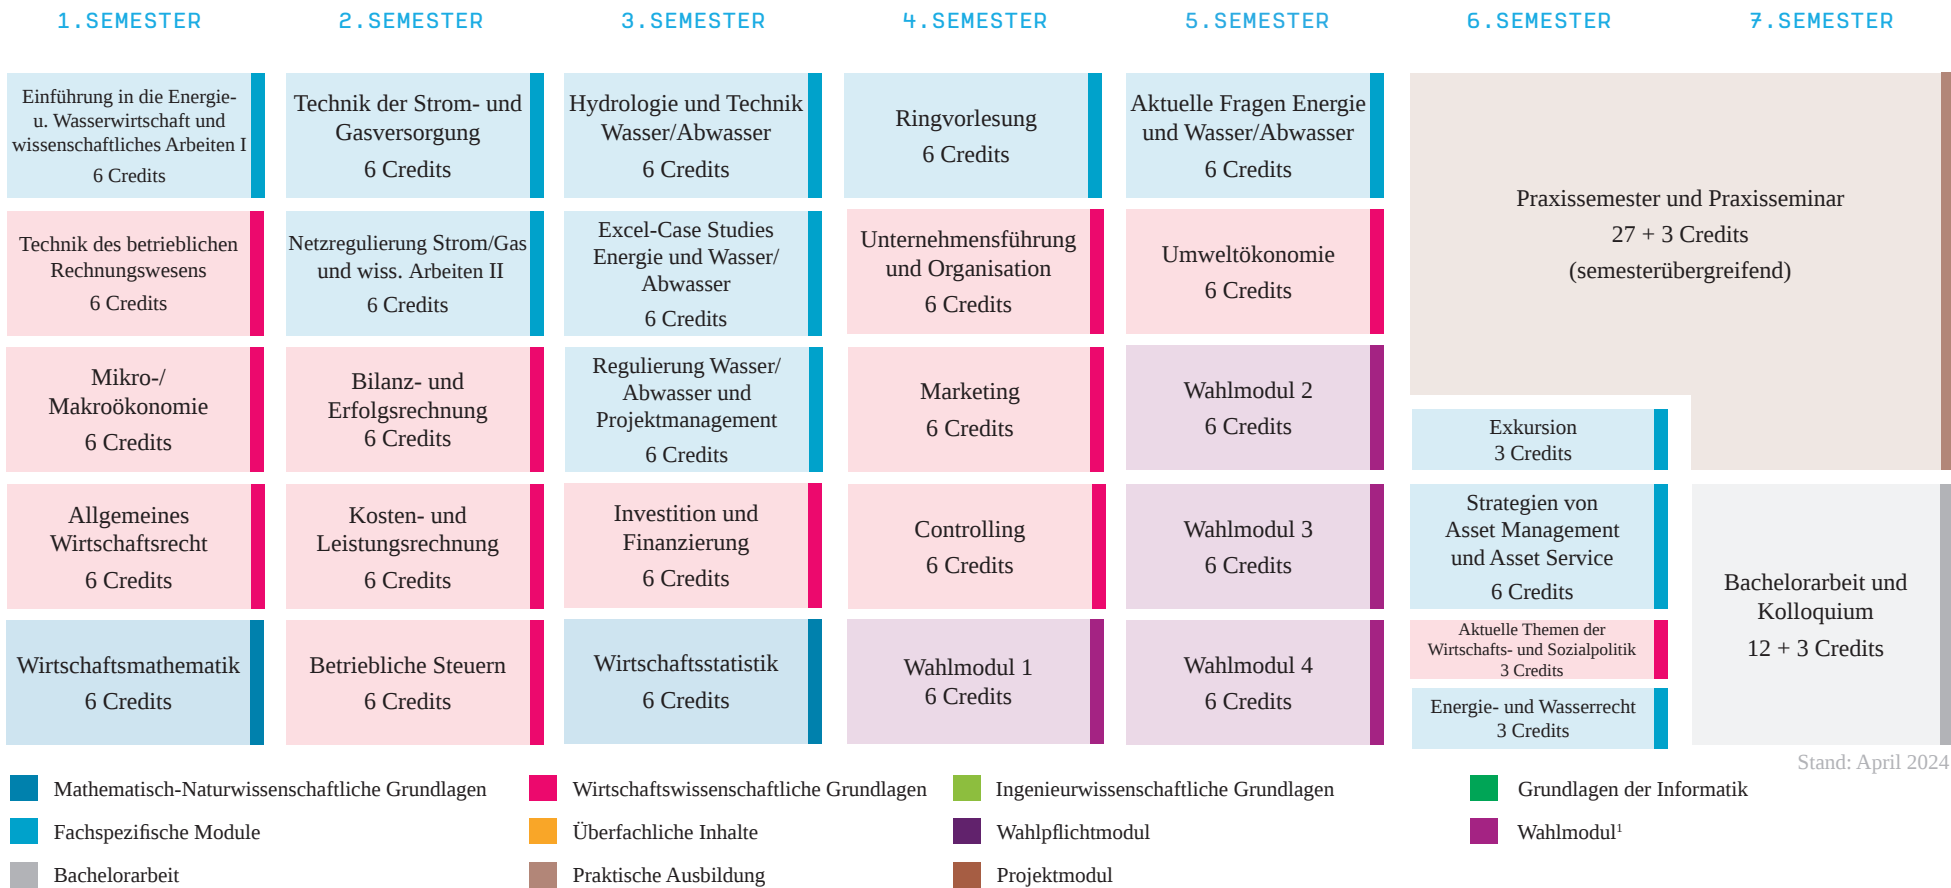 1.SEMESTER
2.SEMESTER
3.SEMESTER
4.SEMESTER
5.SEMESTER
6.SEMESTER
7.SEMESTER
Einführung in die Energie-
u. Wasserwirtschaft und
wissenschaftliches Arbeiten I
6 Credits
Technik des betrieblichen
Rechnungswesens
6 Credits
Mikro-/
Makroökonomie
6 Credits
Allgemeines
Wirtschaftsrecht
6 Credits
Wirtschaftsmathematik
6 Credits
Technik der Strom- und
Gasversorgung
6 Credits
Netzregulierung Strom/Gas
und wiss. Arbeiten II
6 Credits
Bilanz- und
Erfolgsrechnung
6 Credits
Kosten- und
Leistungsrechnung
6 Credits
Betriebliche Steuern
6 Credits
Hydrologie und Technik
Wasser/Abwasser
6 Credits
Excel-Case Studies
Energie und Wasser/
Abwasser
6 Credits
Regulierung Wasser/
Abwasser und
Projektmanagement
6 Credits
Investition und
Finanzierung
6 Credits
Wirtschaftsstatistik
6 Credits
Ringvorlesung
6 Credits
Unternehmensführung
und Organisation
6 Credits
Marketing
6 Credits
Controlling
6 Credits
Wahlmodul 1
6 Credits
Aktuelle Fragen Energie
und Wasser/Abwasser
6 Credits
Umweltökonomie
6 Credits
Wahlmodul 2
6 Credits
Wahlmodul 3
6 Credits
Wahlmodul 4
6 Credits
Praxissemester und Praxisseminar
27 + 3 Credits
(semesterübergreifend)
Exkursion
3 Credits
Strategien von
Asset Management
und Asset Service
6 Credits
Aktuelle Themen der
Wirtschafts- und Sozialpolitik
3 Credits
Energie- und Wasserrecht
3 Credits
Bachelorarbeit und
Kolloquium
12 + 3 Credits
Stand: April 2024
Mathematisch-Naturwissenschaftliche Grundlagen
Wirtschaftswissenschaftliche Grundlagen
Ingenieurwissenschaftliche Grundlagen
Grundlagen der Informatik
Fachspezifische Module
Überfachliche Inhalte
Wahlpflichtmodul
Wahlmodul¹
Bachelorarbeit
Praktische Ausbildung
Projektmodul